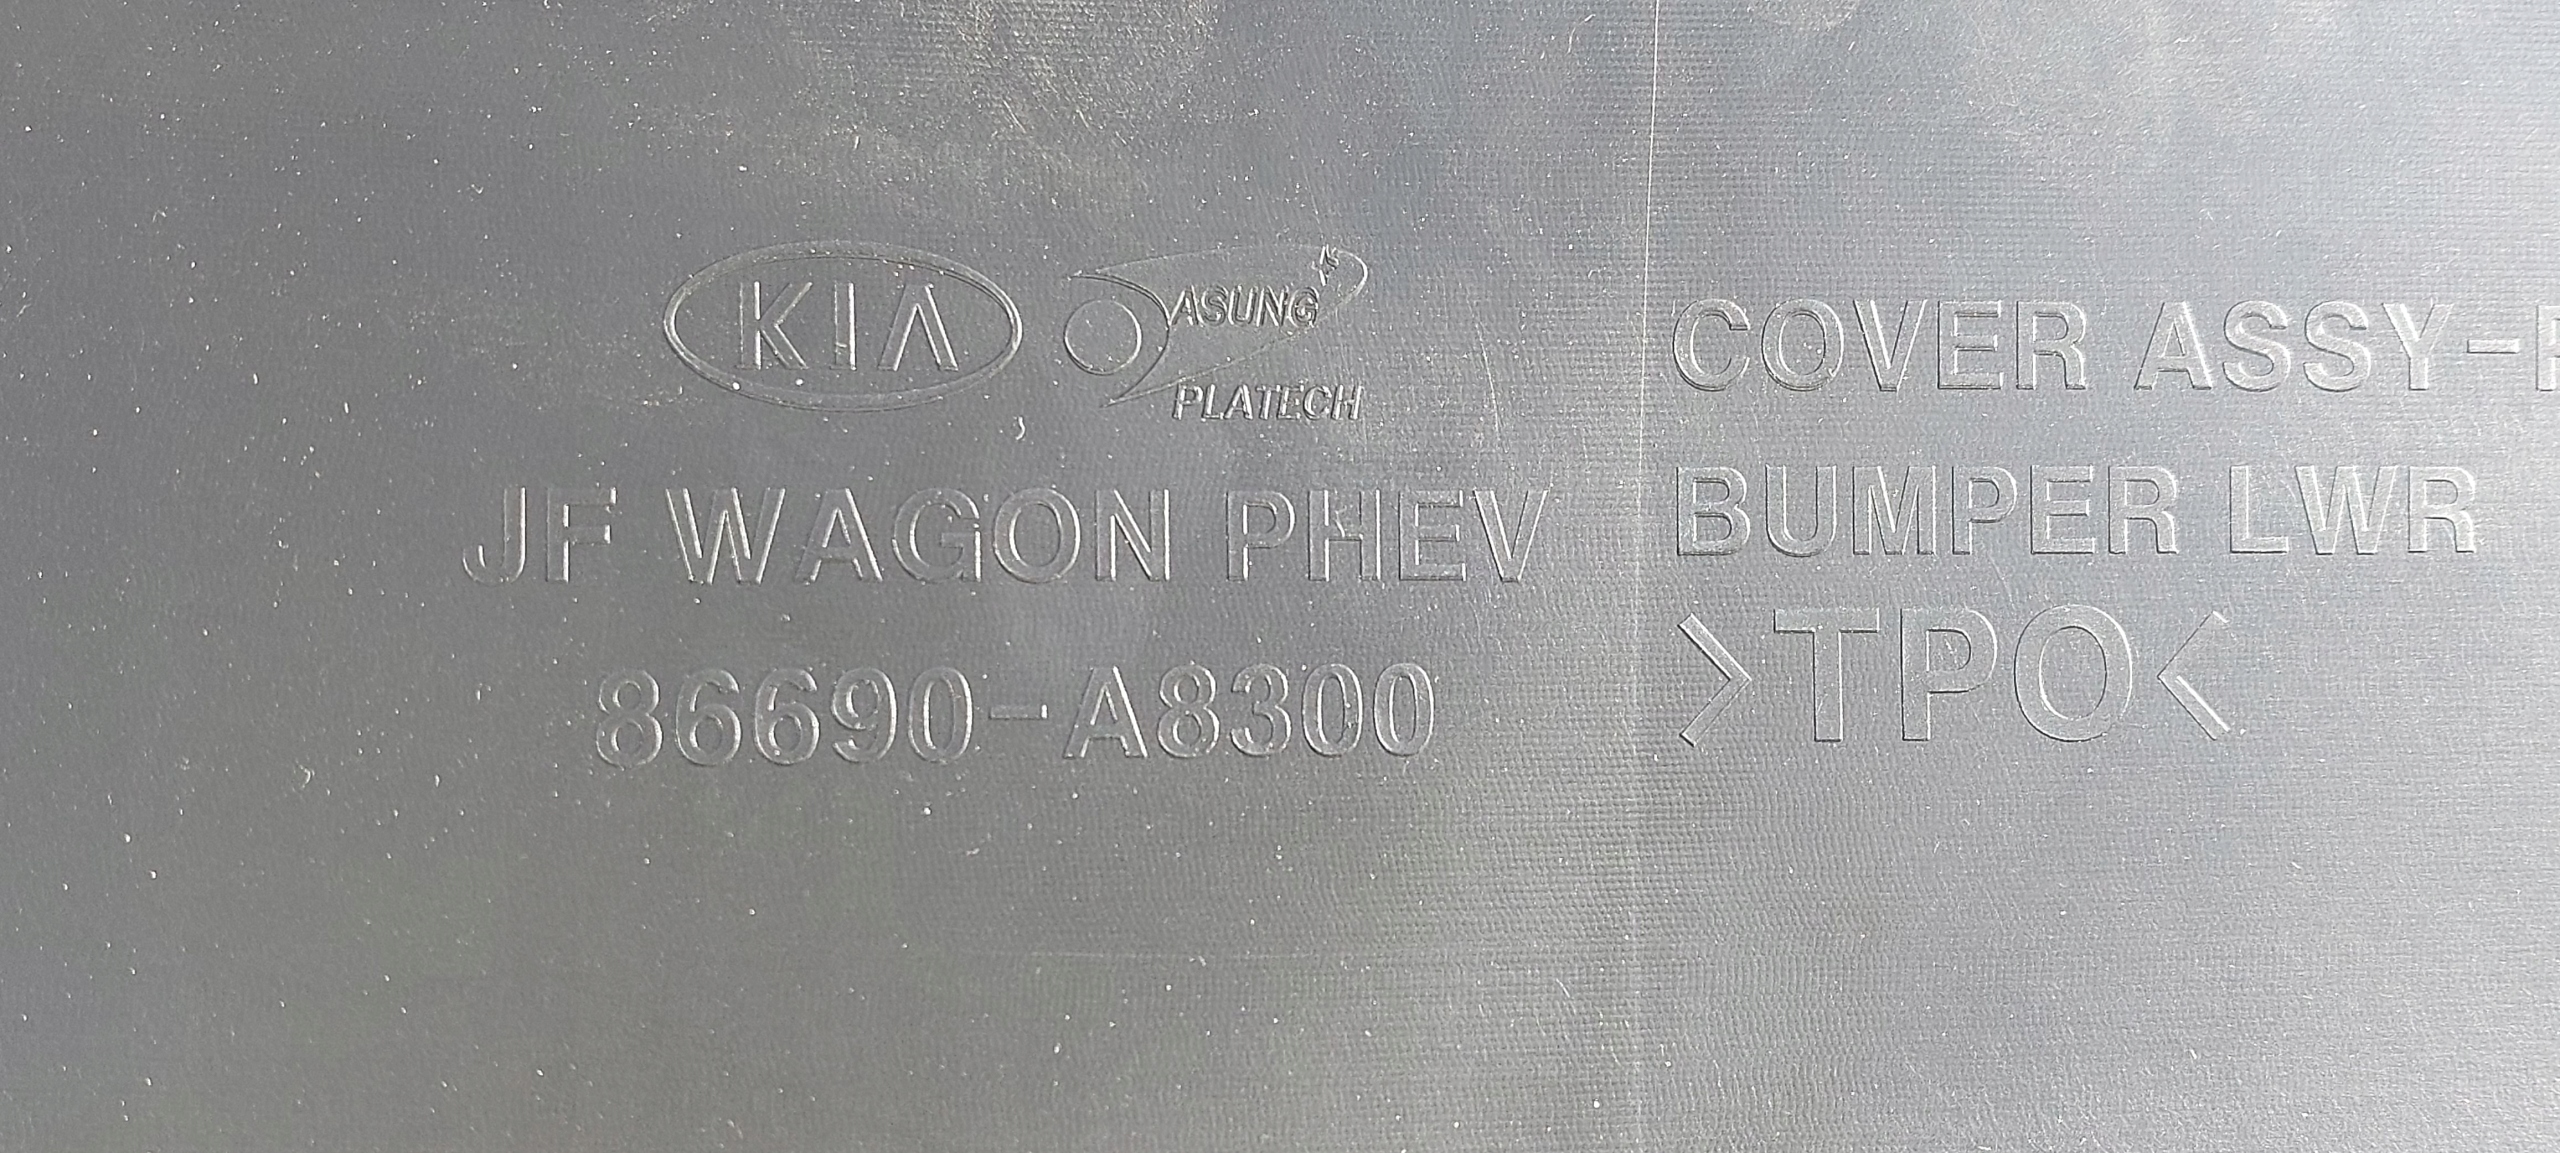 KIA
ASUNG
PLATECH
JF WAGON PHEV
86690-A8300
COVER ASSY-R
BUMPER LWR
>TPO<